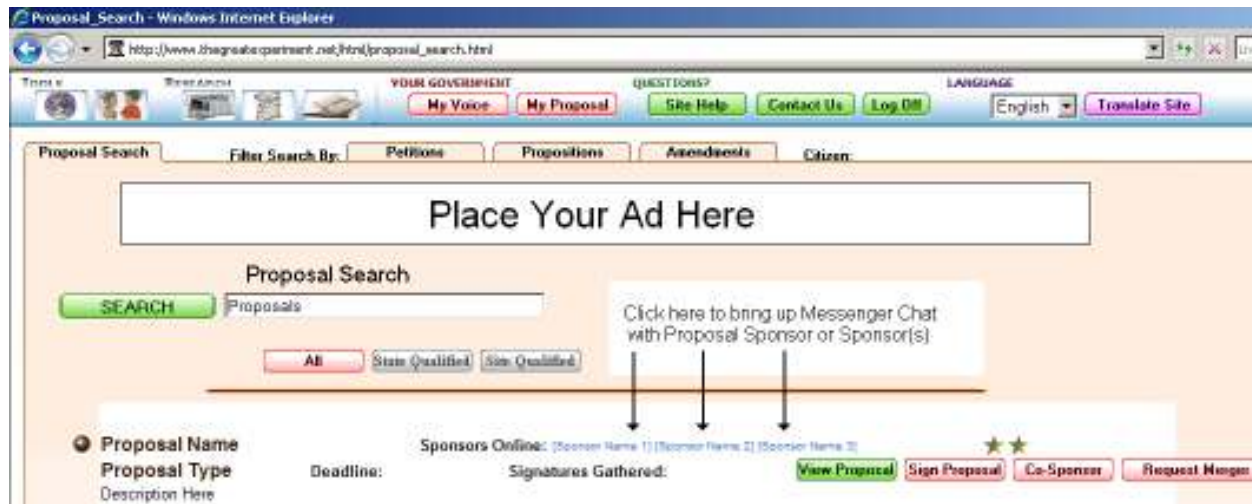 Proposal_Search - Windows Internet Explorer
http://www.thegreatexperiment.net/html/proposal_search.html
TOOLS RESEARCH YOUR GOVERNMENT QUESTIONS? LANGUAGE
My Voice My Proposal Site Help Contact Us Log Off English Translate Site
Proposal Search Filter Search By: Petitions Propositions Amendments Citizen:
Place Your Ad Here
Proposal Search
SEARCH Proposals
Click here to bring up Messenger Chat
with Proposal Sponsor or Sponsor(s)
All State Qualified Site Qualified
Proposal Name Sponsors Online: [Sponsor Name 1] [Sponsor Name 2] [Sponsor Name 3]
Proposal Type Deadline: Signatures Gathered: View Proposal Sign Proposal Co-Sponsor Request Merger
Description Here